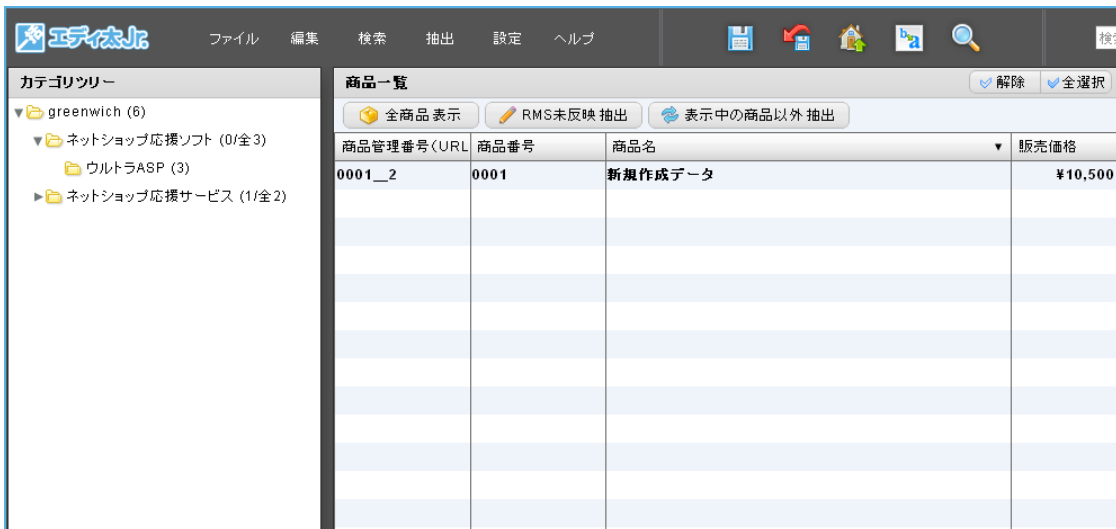 エディ太Jr. ファイル 編集 検索 抽出 設定 ヘルプ
カテゴリツリー
greenwich (6)
ネットショップ応援ソフト (0/全3)
ウルトラASP (3)
ネットショップ応援サービス (1/全2)
商品一覧 解除 全選択
全商品 表示 RMS未反映 抽出 表示中の商品以外 抽出
商品管理番号(URL 商品番号 商品名 販売価格
0001__2 0001 新規作成データ ¥10,500